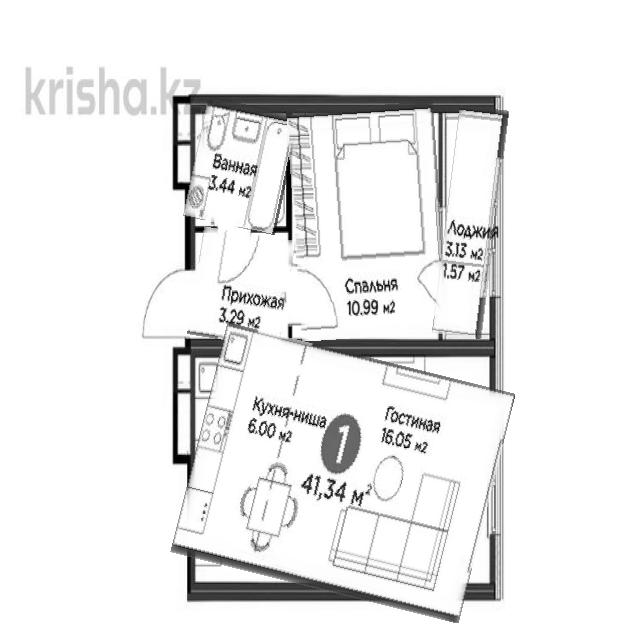 krisha.kz
Ванная
3.44 м2
Лоджия
3.13 м2
1.57 м2
Спальня
10.99 м2
Прихожая
3.29 м2
Кухня-ниша
6.00 м2
Гостиная
16.05 м2
1
41,34 м²